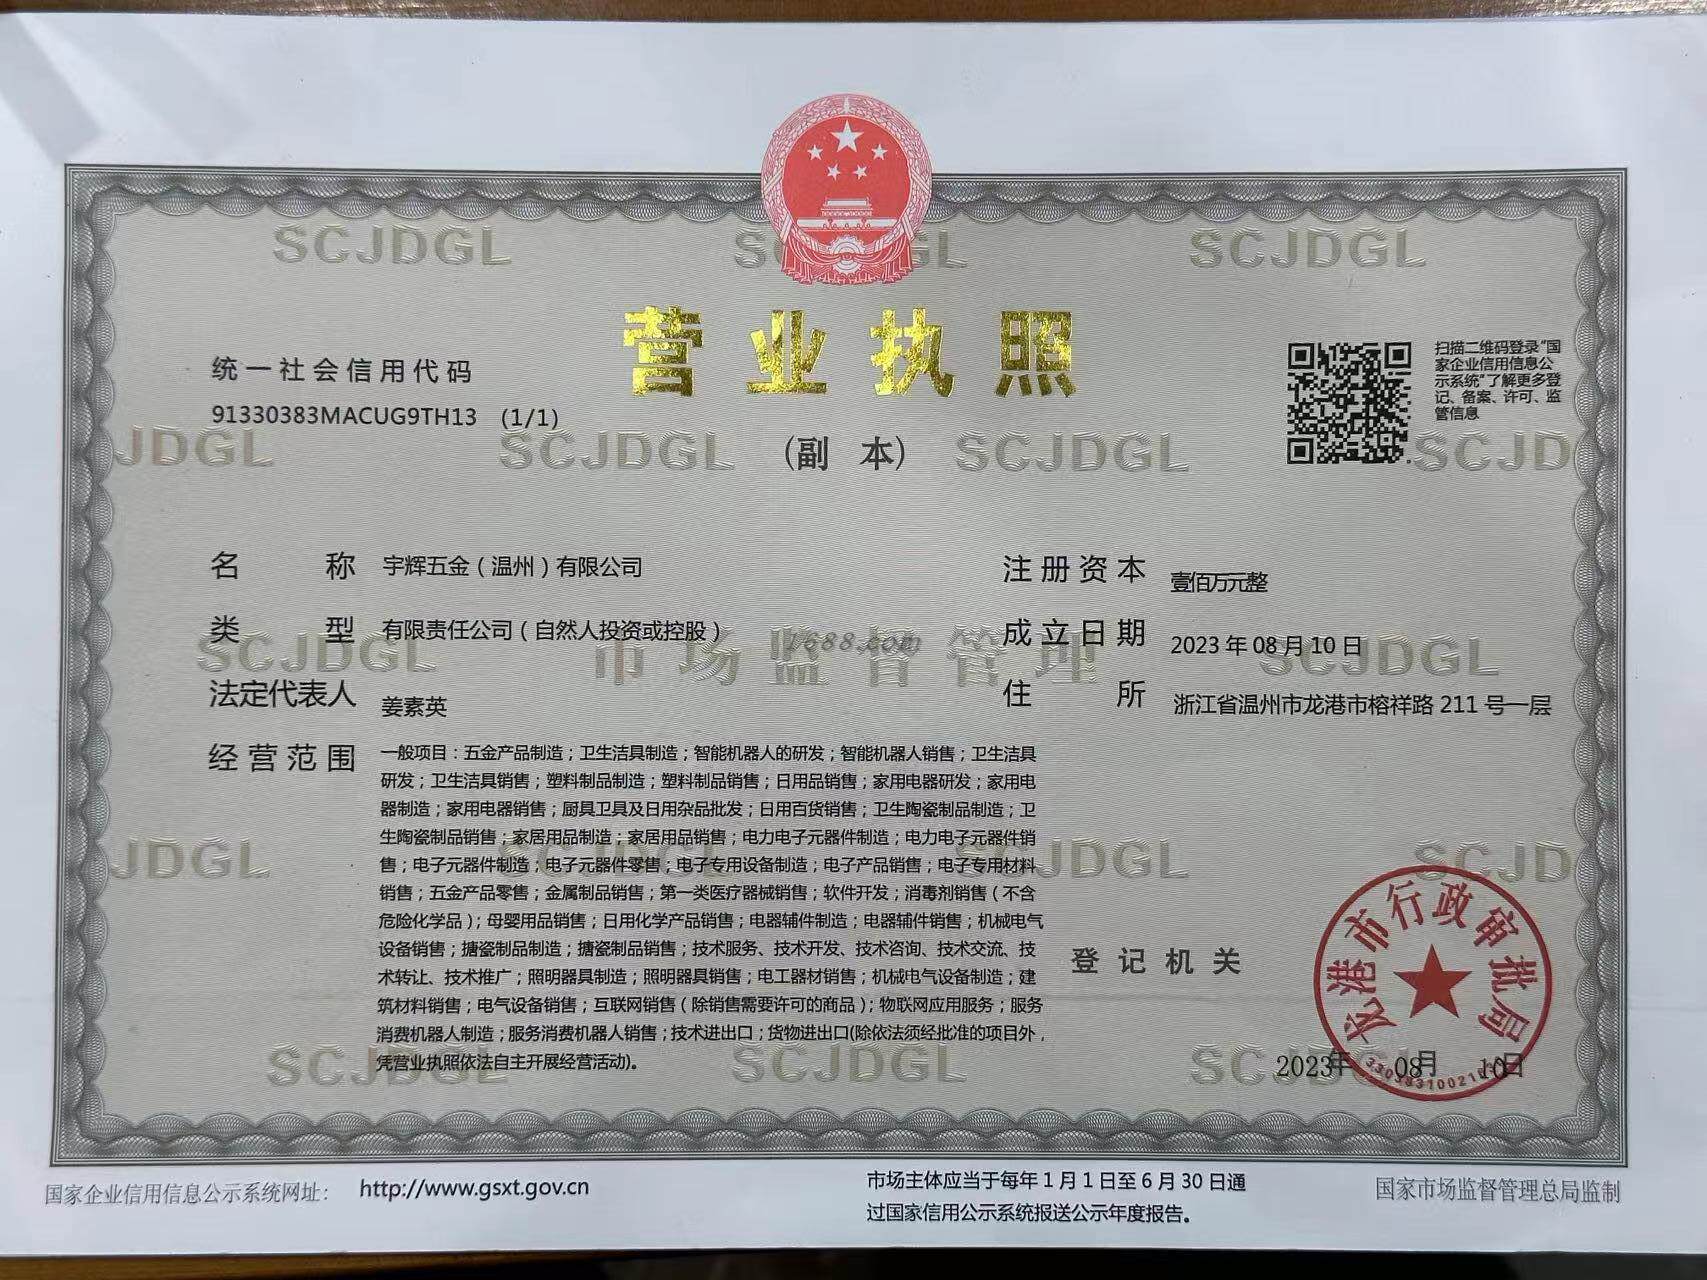 SCJDGL SCJDGL SCJDGL
营业执照
(副 本)
统一社会信用代码
91330383MACUG9TH13 (1/1)
扫描二维码登录"国
家企业信用信息公
示系统"了解更多登
记、备案、许可、监
管信息
JDGL SCJDGL SCJDGL SCJD
名 称 宇辉五金（温州）有限公司
注册资本 壹佰万元整
类 型 有限责任公司（自然人投资或控股）
成立日期 2023年08月10日
SCJDGL 市场监督管理 SCJDGL
1688.com
法定代表人 姜素英
住 所 浙江省温州市龙港市榕祥路211号一层
经营范围 一般项目：五金产品制造；卫生洁具制造；智能机器人的研发；智能机器人销售；卫生洁具
研发；卫生洁具销售；塑料制品制造；塑料制品销售；日用品销售；家用电器研发；家用电
器制造；家用电器销售；厨具卫具及日用杂品批发；日用百货销售；卫生陶瓷制品制造；卫
生陶瓷制品销售；家居用品制造；家居用品销售；电力电子元器件制造；电力电子元器件销
售；电子元器件制造；电子元器件零售；电子专用设备制造；电子产品销售；电子专用材料
销售；五金产品零售；金属制品销售；第一类医疗器械销售；软件开发；消毒剂销售（不含
危险化学品）；母婴用品销售；日用化学产品销售；电器辅件制造；电器辅件销售；机械电气
设备销售；搪瓷制品制造；搪瓷制品销售；技术服务、技术开发、技术咨询、技术交流、技
术转让、技术推广；照明器具制造；照明器具销售；电工器材销售；机械电气设备制造；建
筑材料销售；电气设备销售；互联网销售（除销售需要许可的商品）；物联网应用服务；服务
消费机器人制造；服务消费机器人销售；技术进出口；货物进出口(除依法须经批准的项目外，
凭营业执照依法自主开展经营活动)。
JDGL SCJDGL SCJDGL SCJD
登记机关
龙港市行政审批局
2023年 08月 10日
SCJDGL SCJDGL SCJDGL
国家企业信用信息公示系统网址： http://www.gsxt.gov.cn
市场主体应当于每年1月1日至6月30日通
过国家信用公示系统报送公示年度报告。
国家市场监督管理总局监制